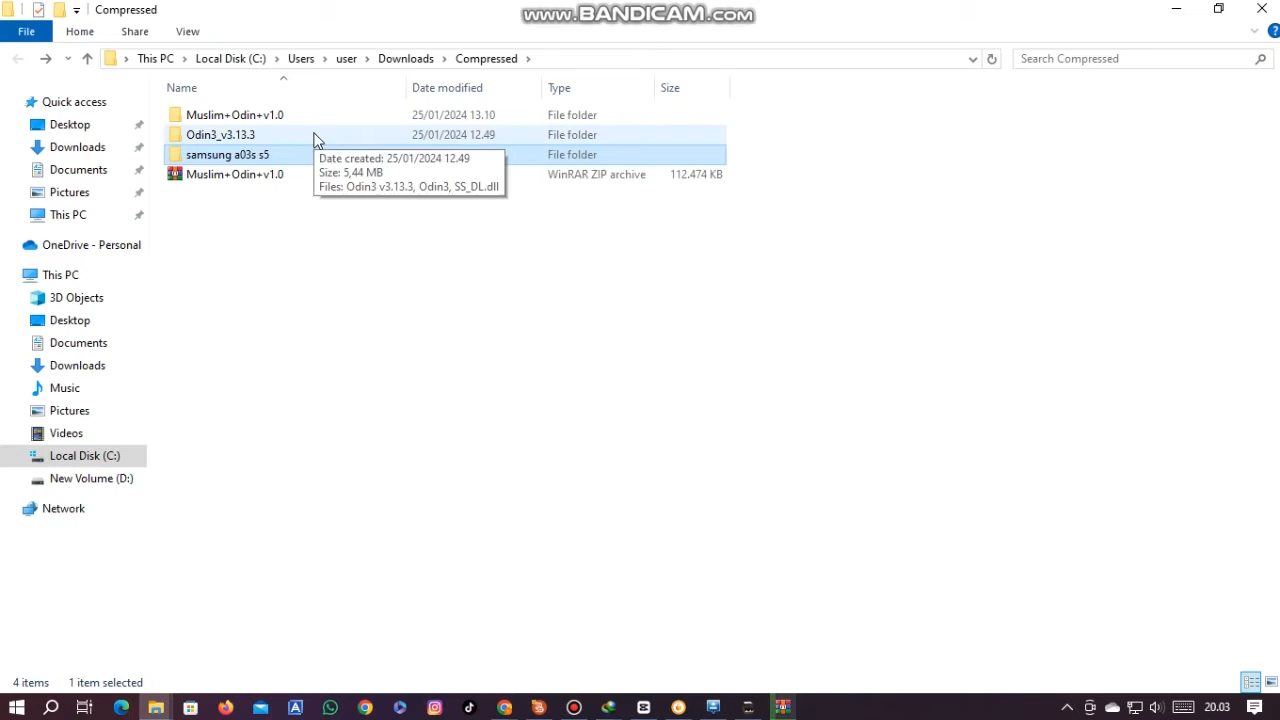 Compressed
www.BANDICAM.com
File
Home
Share
View
This PC
Local Disk (C:)
Users
user
Downloads
Compressed
Search Compressed
Name
Date modified
Type
Size
Muslim+Odin+v1.0
25/01/2024 13.10
File folder
Odin3_v3.13.3
25/01/2024 12.49
File folder
samsung a03s s5
File folder
Muslim+Odin+v1.0
WinRAR ZIP archive
112.474 KB
Date created: 25/01/2024 12.49
Size: 5,44 MB
Files: Odin3 v3.13.3, Odin3, SS_DL.dll
Quick access
Desktop
Downloads
Documents
Pictures
This PC
OneDrive - Personal
This PC
3D Objects
Desktop
Documents
Downloads
Music
Pictures
Videos
Local Disk (C:)
New Volume (D:)
Network
4 items
1 item selected
20.03